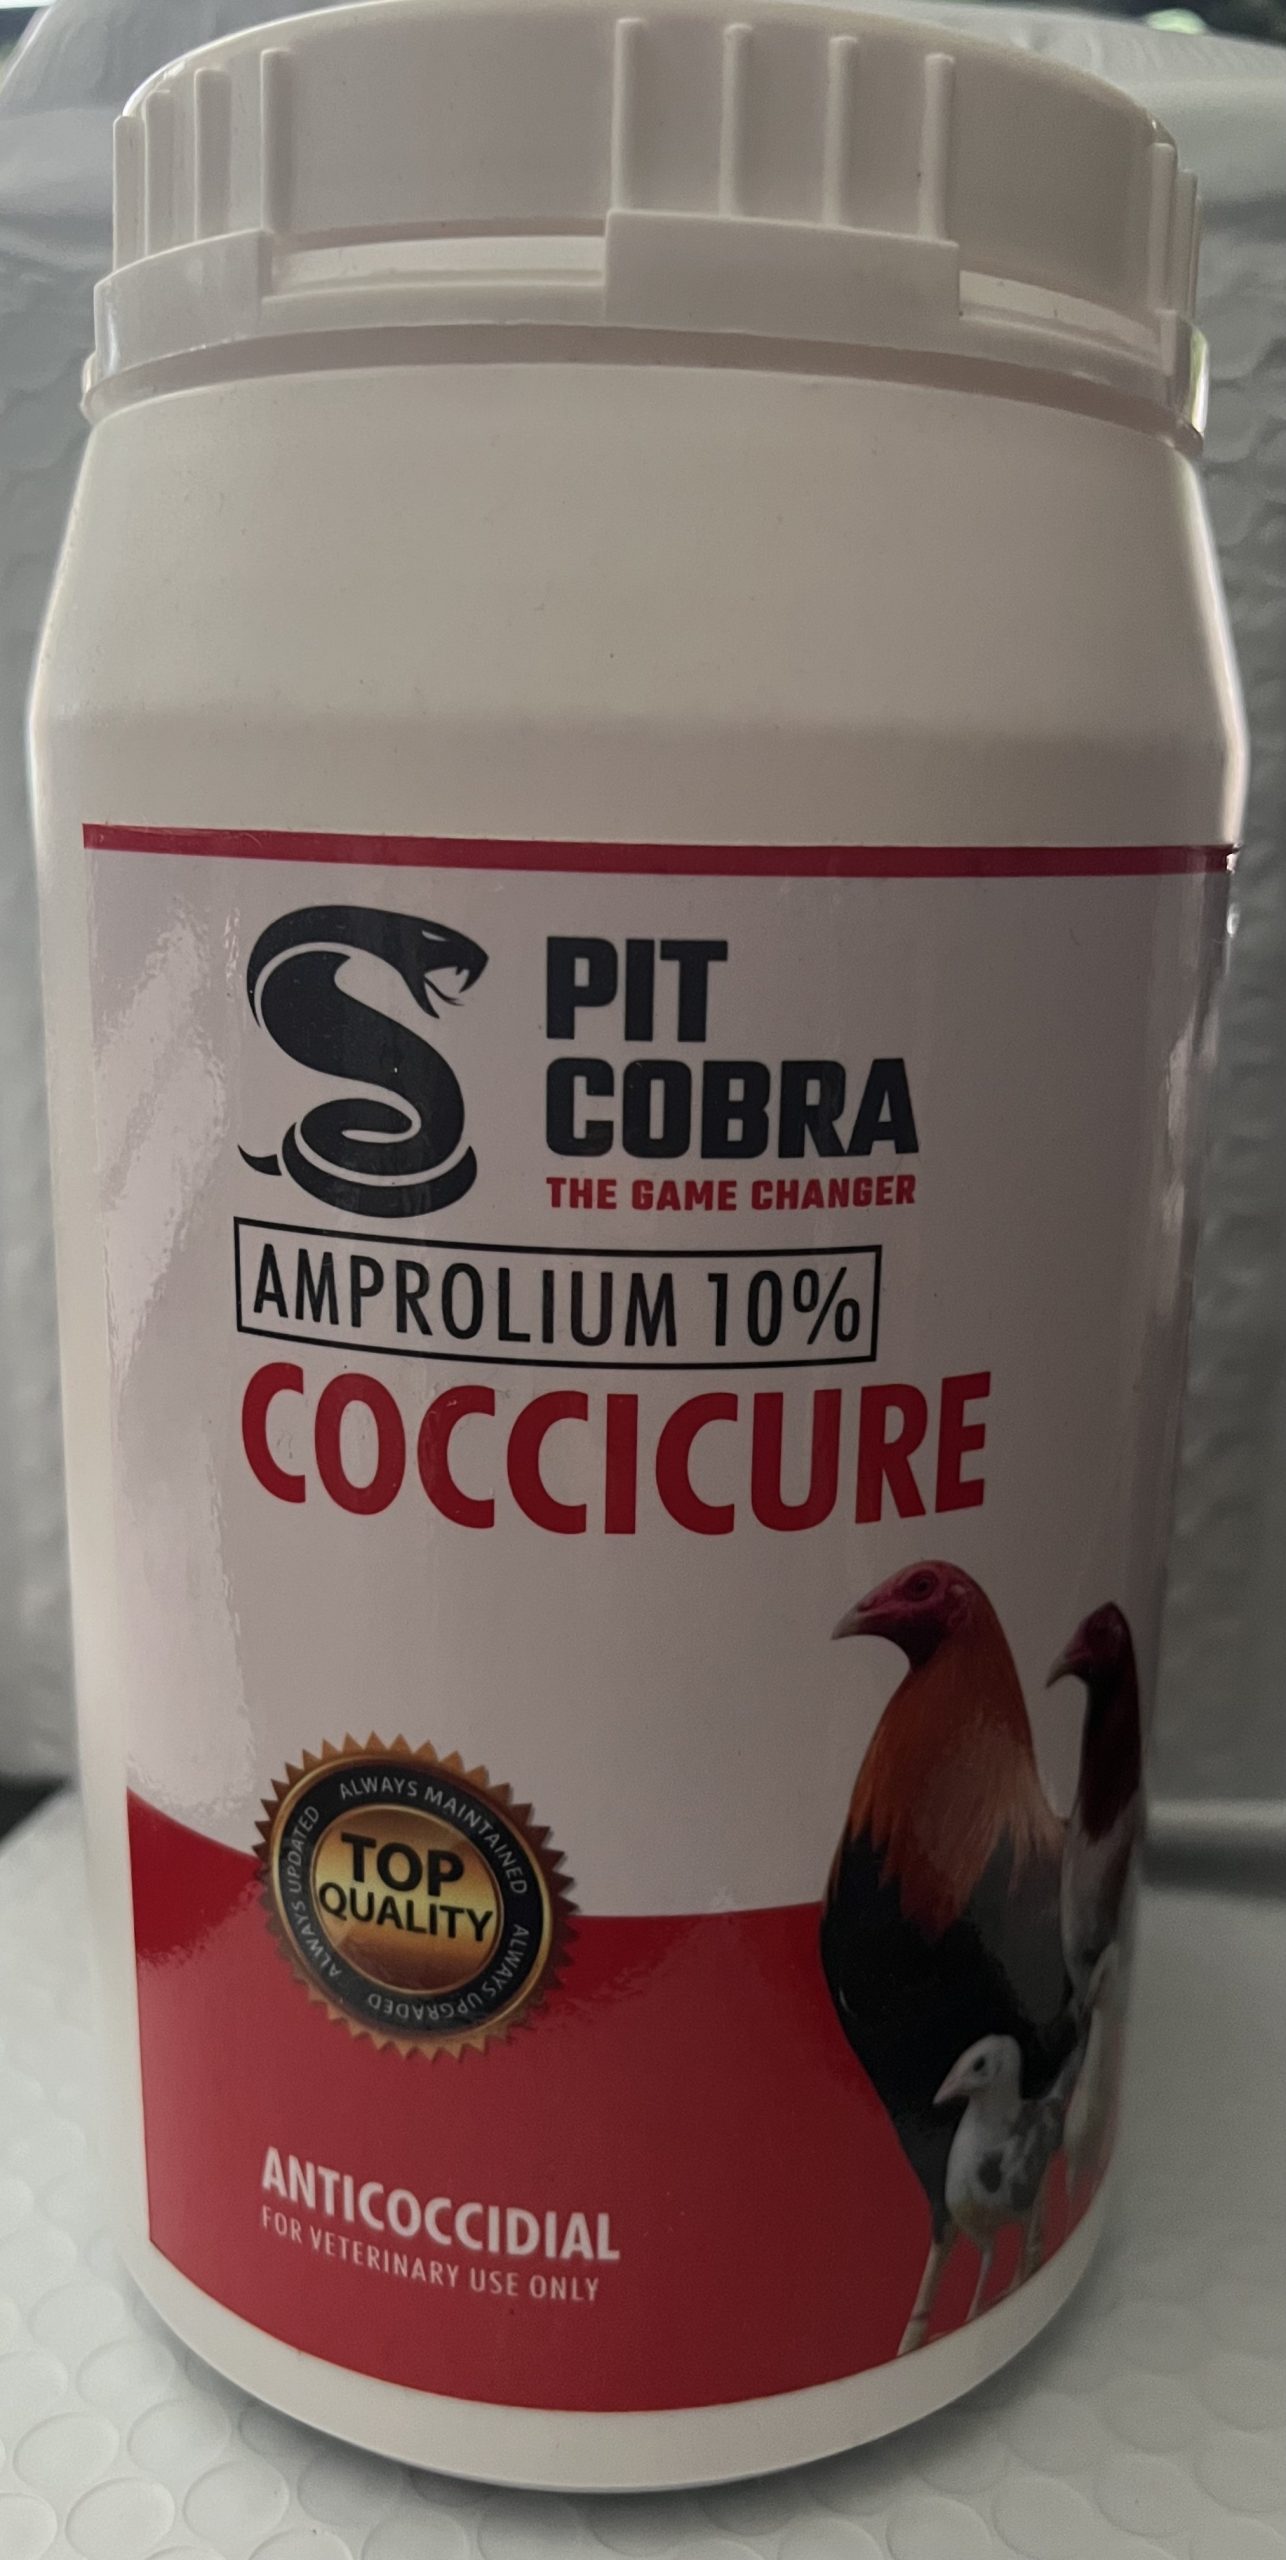 PIT
COBRA
THE GAME CHANGER
AMPROLIUM 10%
COCCICURE
ALWAYS UPDATED
ALWAYS MAINTAINED
ALWAYS UPGRADED
TOP
QUALITY
ANTICOCCIDIAL
FOR VETERINARY USE ONLY